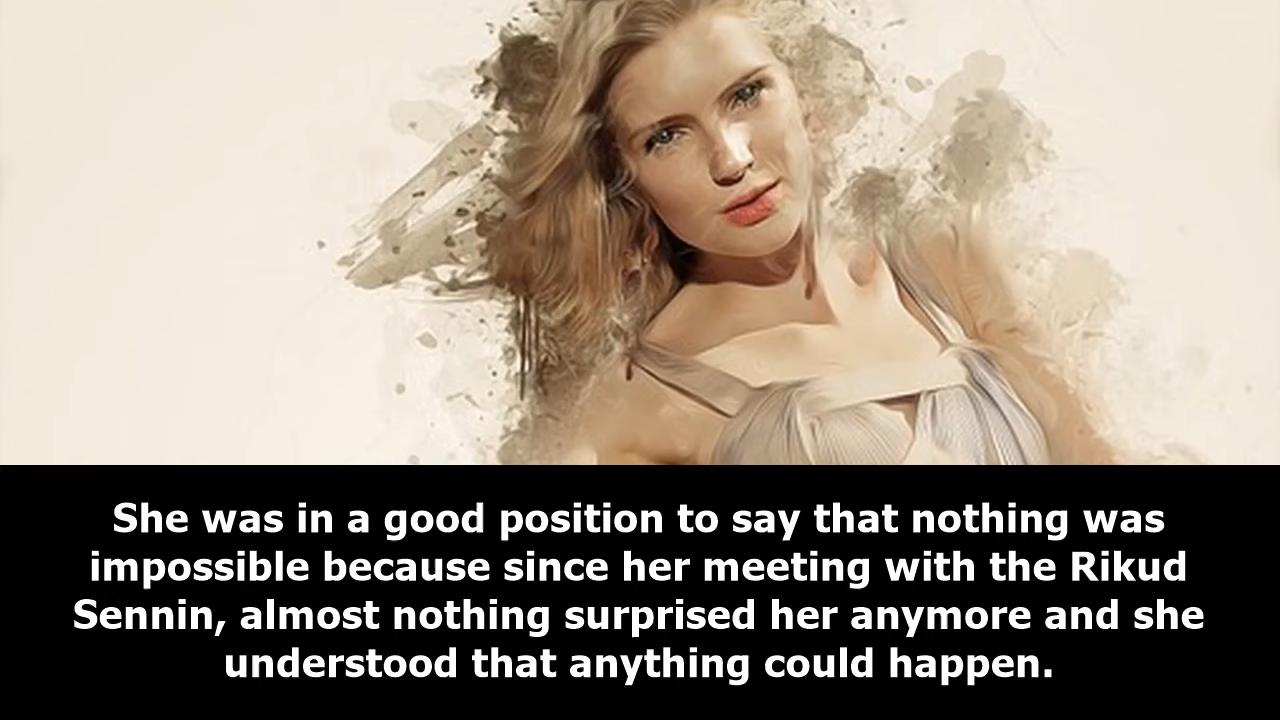 She was in a good position to say that nothing was
impossible because since her meeting with the Rikud
Sennin, almost nothing surprised her anymore and she
understood that anything could happen.